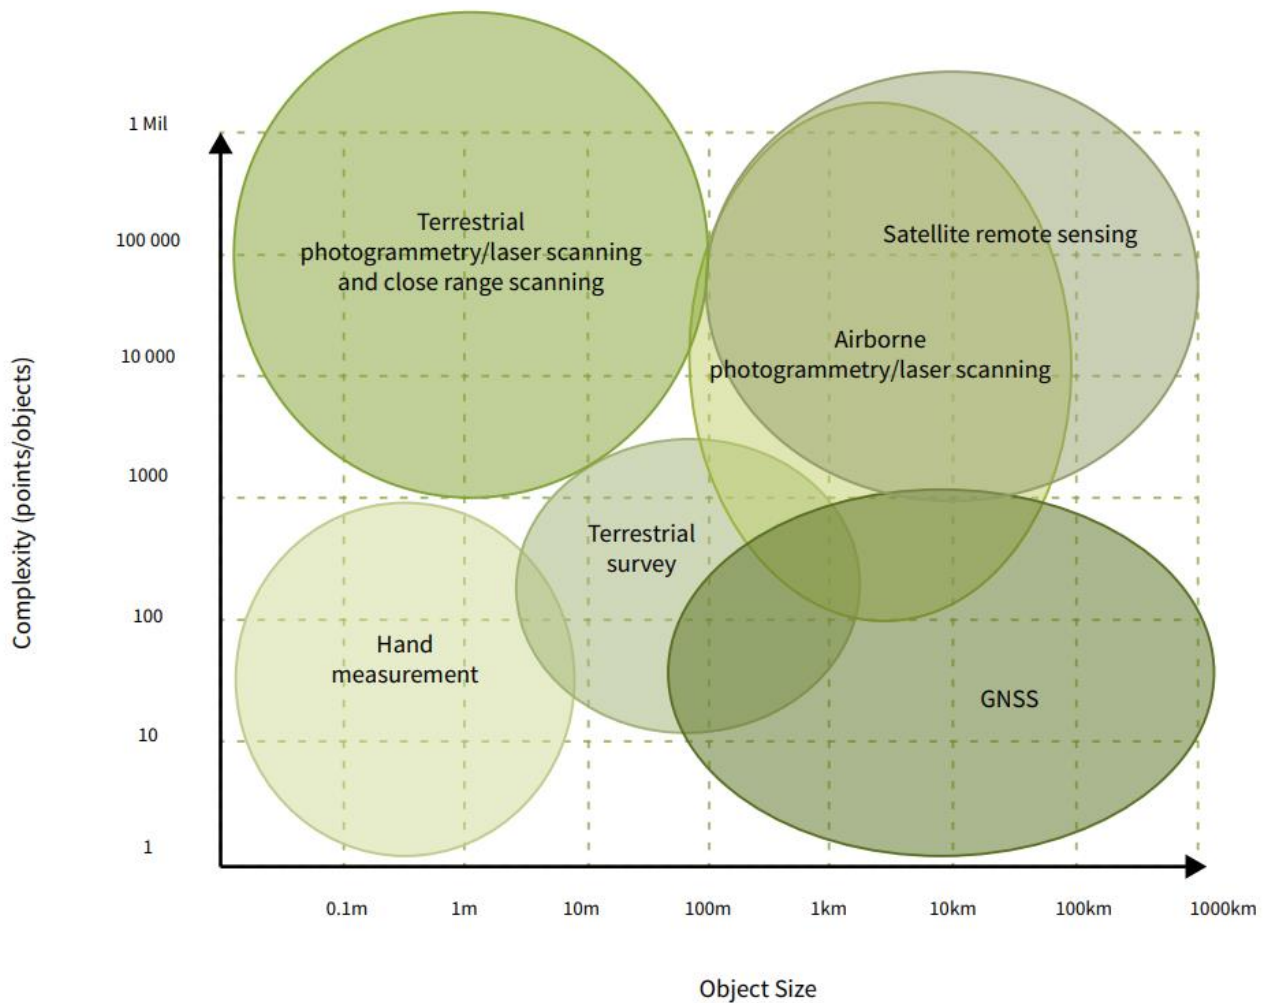 1 Mil
100 000
10 000
1000
100
10
1
Complexity (points/objects)
Terrestrial
photogrammetry/laser scanning
and close range scanning
Satellite remote sensing
Airborne
photogrammetry/laser scanning
Terrestrial
survey
Hand
measurement
GNSS
0.1m
1m
10m
100m
1km
10km
100km
1000km
Object Size